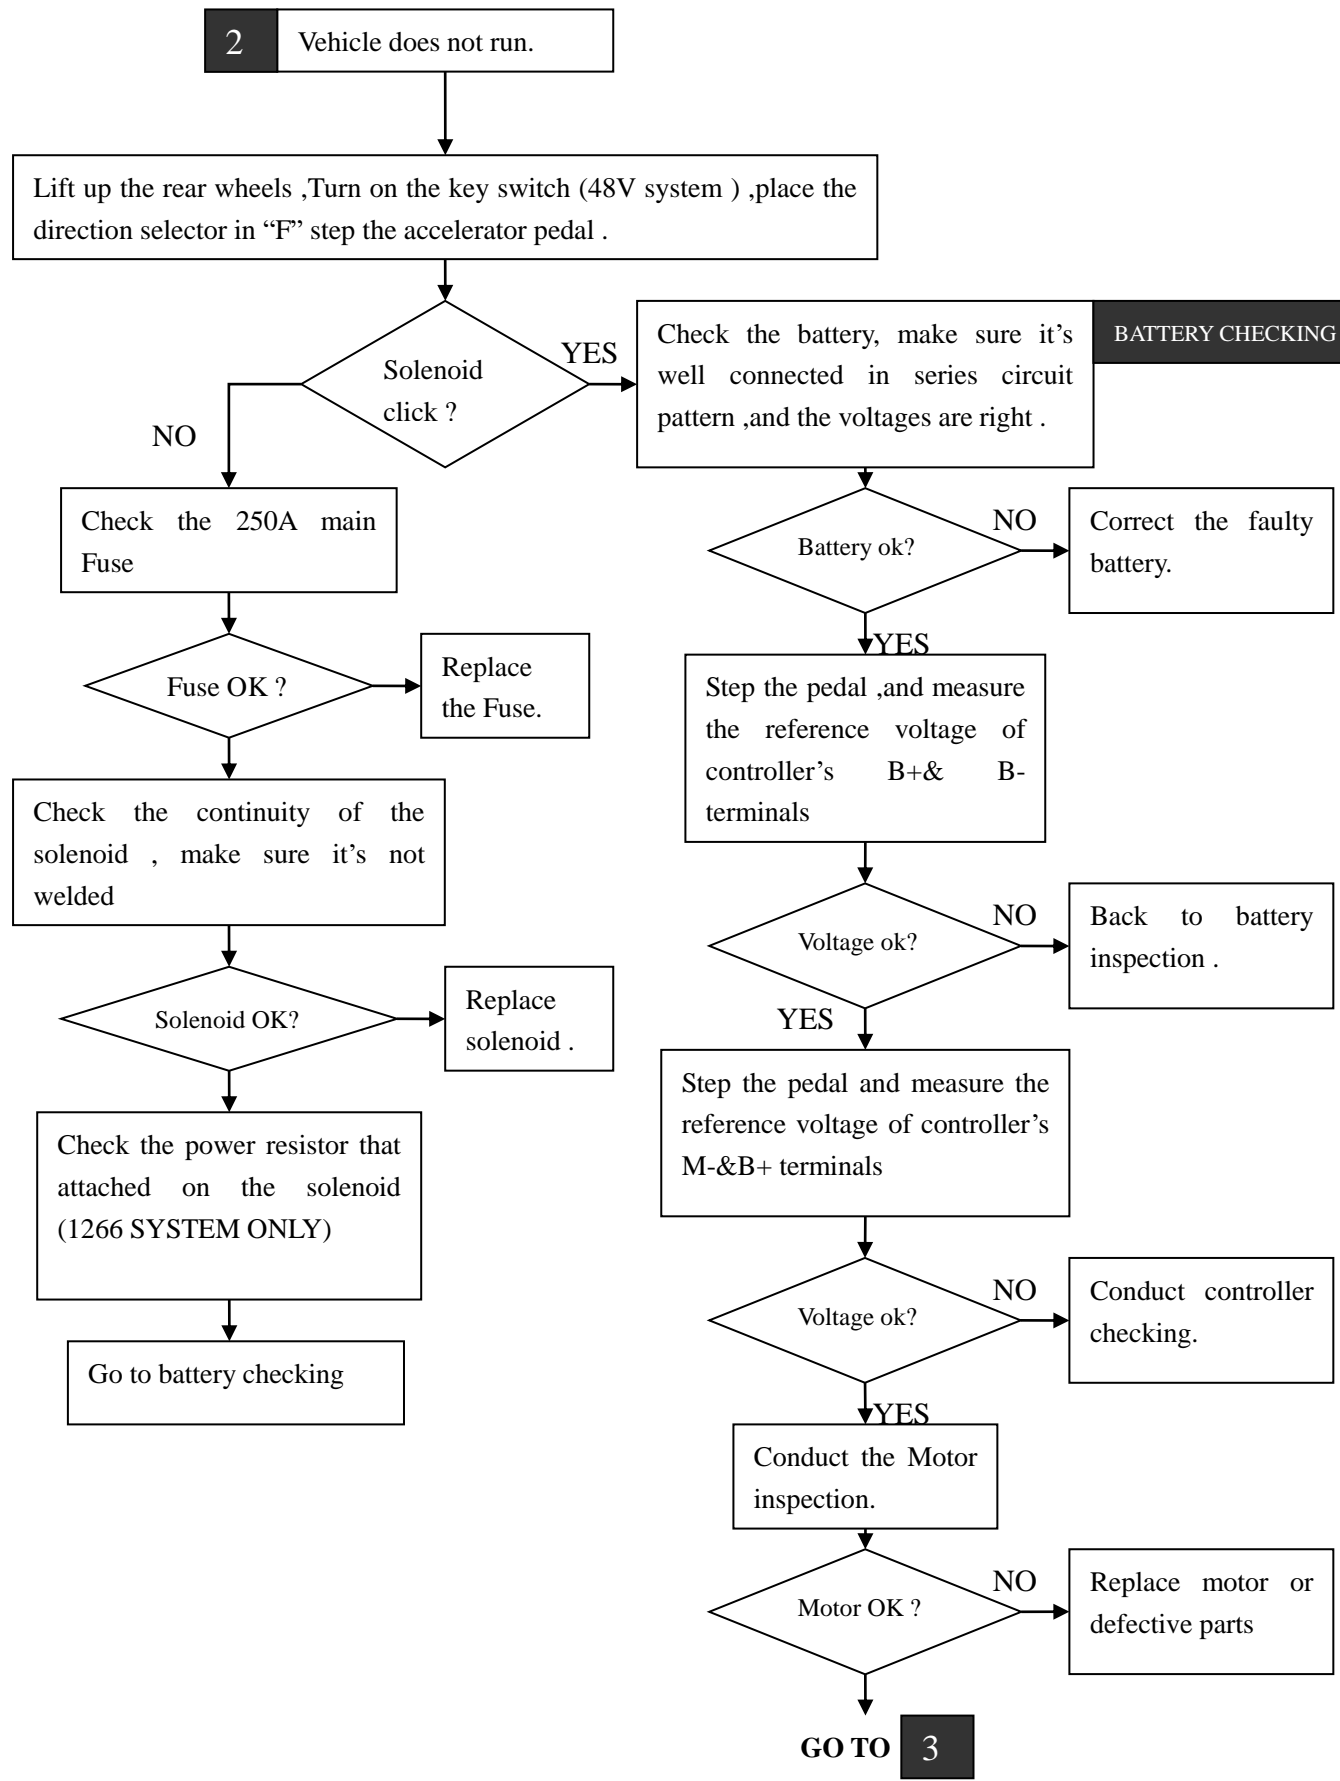 2 Vehicle does not run.
Lift up the rear wheels ,Turn on the key switch (48V system ) ,place the
direction selector in “F” step the accelerator pedal .
Solenoid
click ?
YES
NO
Check the battery, make sure it's
well connected in series circuit
pattern ,and the voltages are right .
BATTERY CHECKING
Check the 250A main
Fuse
Battery ok?
NO
Correct the faulty
battery.
YES
Fuse OK ?
Replace
the Fuse.
Step the pedal ,and measure
the reference voltage of
controller’s B+& B-
terminals
Check the continuity of the
solenoid , make sure it's not
welded
Voltage ok?
NO
Back to battery
inspection .
YES
Solenoid OK?
Replace
solenoid .
Step the pedal and measure the
reference voltage of controller’s
M-&B+ terminals
Check the power resistor that
attached on the solenoid
(1266 SYSTEM ONLY)
Voltage ok?
NO
Conduct controller
checking.
YES
Go to battery checking
Conduct the Motor
inspection.
Motor OK ?
NO
Replace motor or
defective parts
GO TO 3